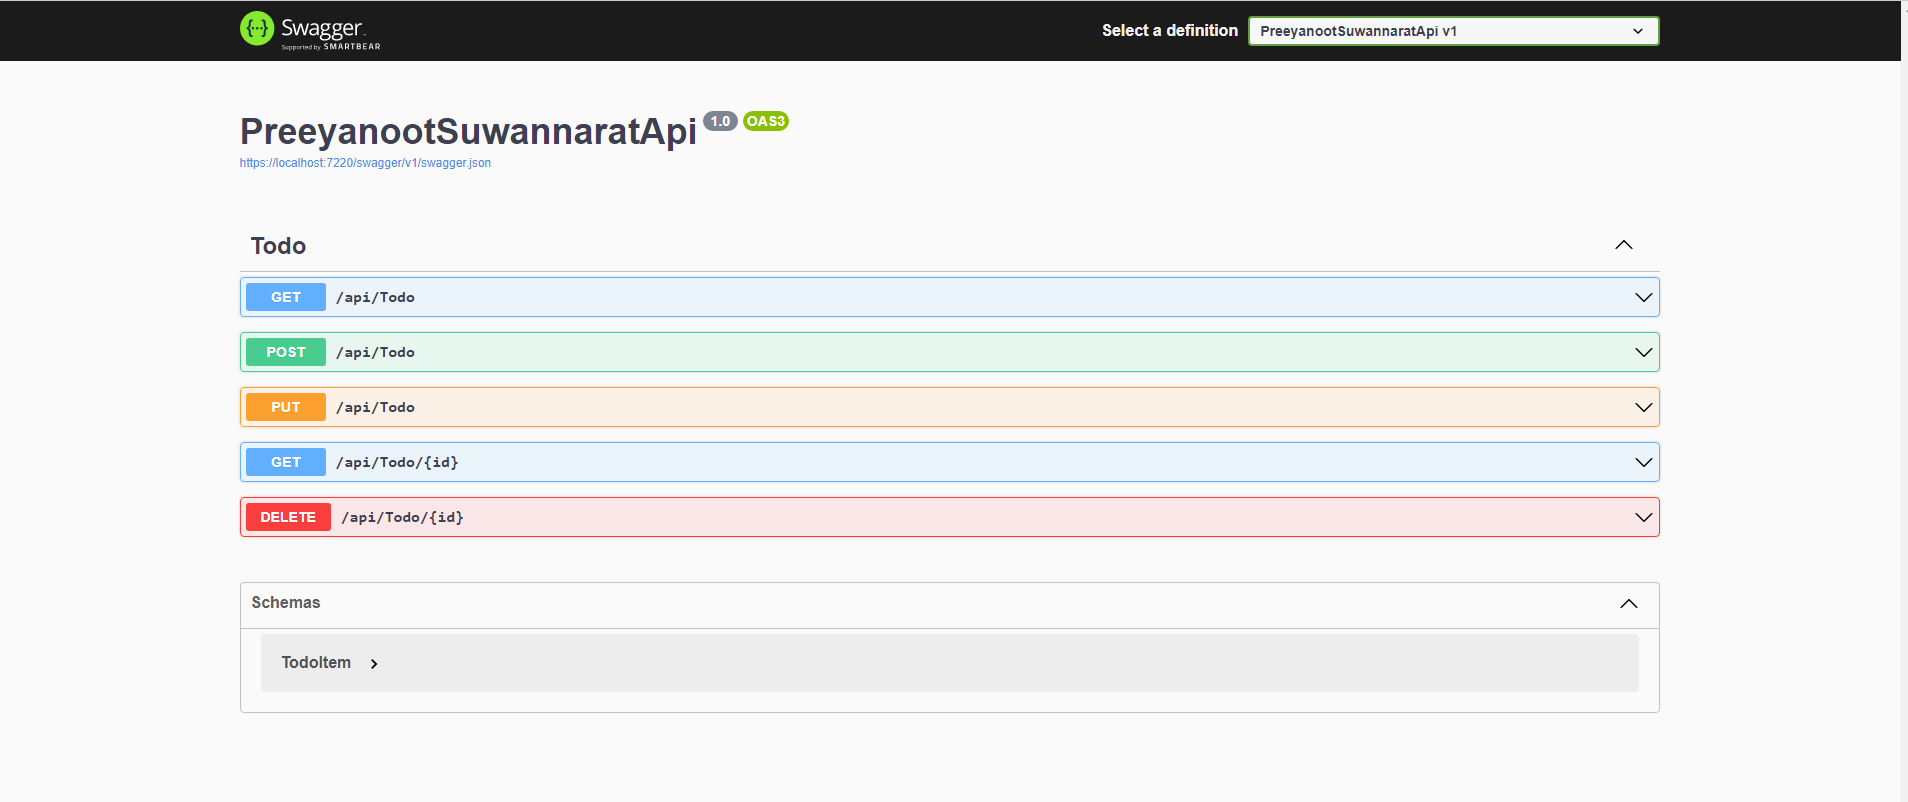 Swagger
Supported by SMARTBEAR
Select a definition
PreeyanootSuwannaratApi v1
PreeyanootSuwannaratApi 1.0 OAS3
https://localhost:7220/swagger/v1/swagger.json
Todo
GET /api/Todo
POST /api/Todo
PUT /api/Todo
GET /api/Todo/{id}
DELETE /api/Todo/{id}
Schemas
TodoItem